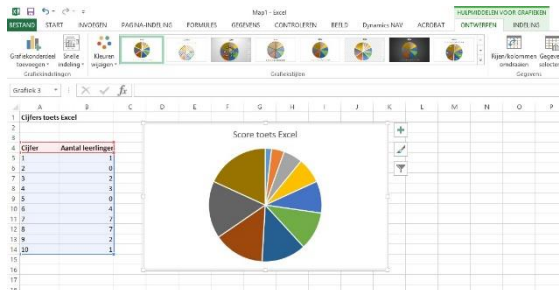 Map1 - Excel
HULPMIDDELEN VOOR GRAFIEKEN
BESTAND START INVOEGEN PAGINA-INDELING FORMULES GEGEVENS CONTROLEREN BEELD Dynamics NAV ACROBAT ONTWERPEN INDELING
Grafiekonderdeel toevoegen
Snelle indeling
Kleuren wijzigen
Rijen/kolommen omdraaien
Gegevens
Grafiekindelingen Grafiekstijlen Gegevens
Grafiek 3 fx
A B C D E F G H I J K L M N O P
1 Cijfers toets Excel
2
3
4 Cijfer Aantal leerlingen
5 1 1
6 2 0
7 3 2
8 4 3
9 5 0
10 6 4
11 7 7
12 8 7
13 9 2
14 10 1
15
16
17
Score toets Excel